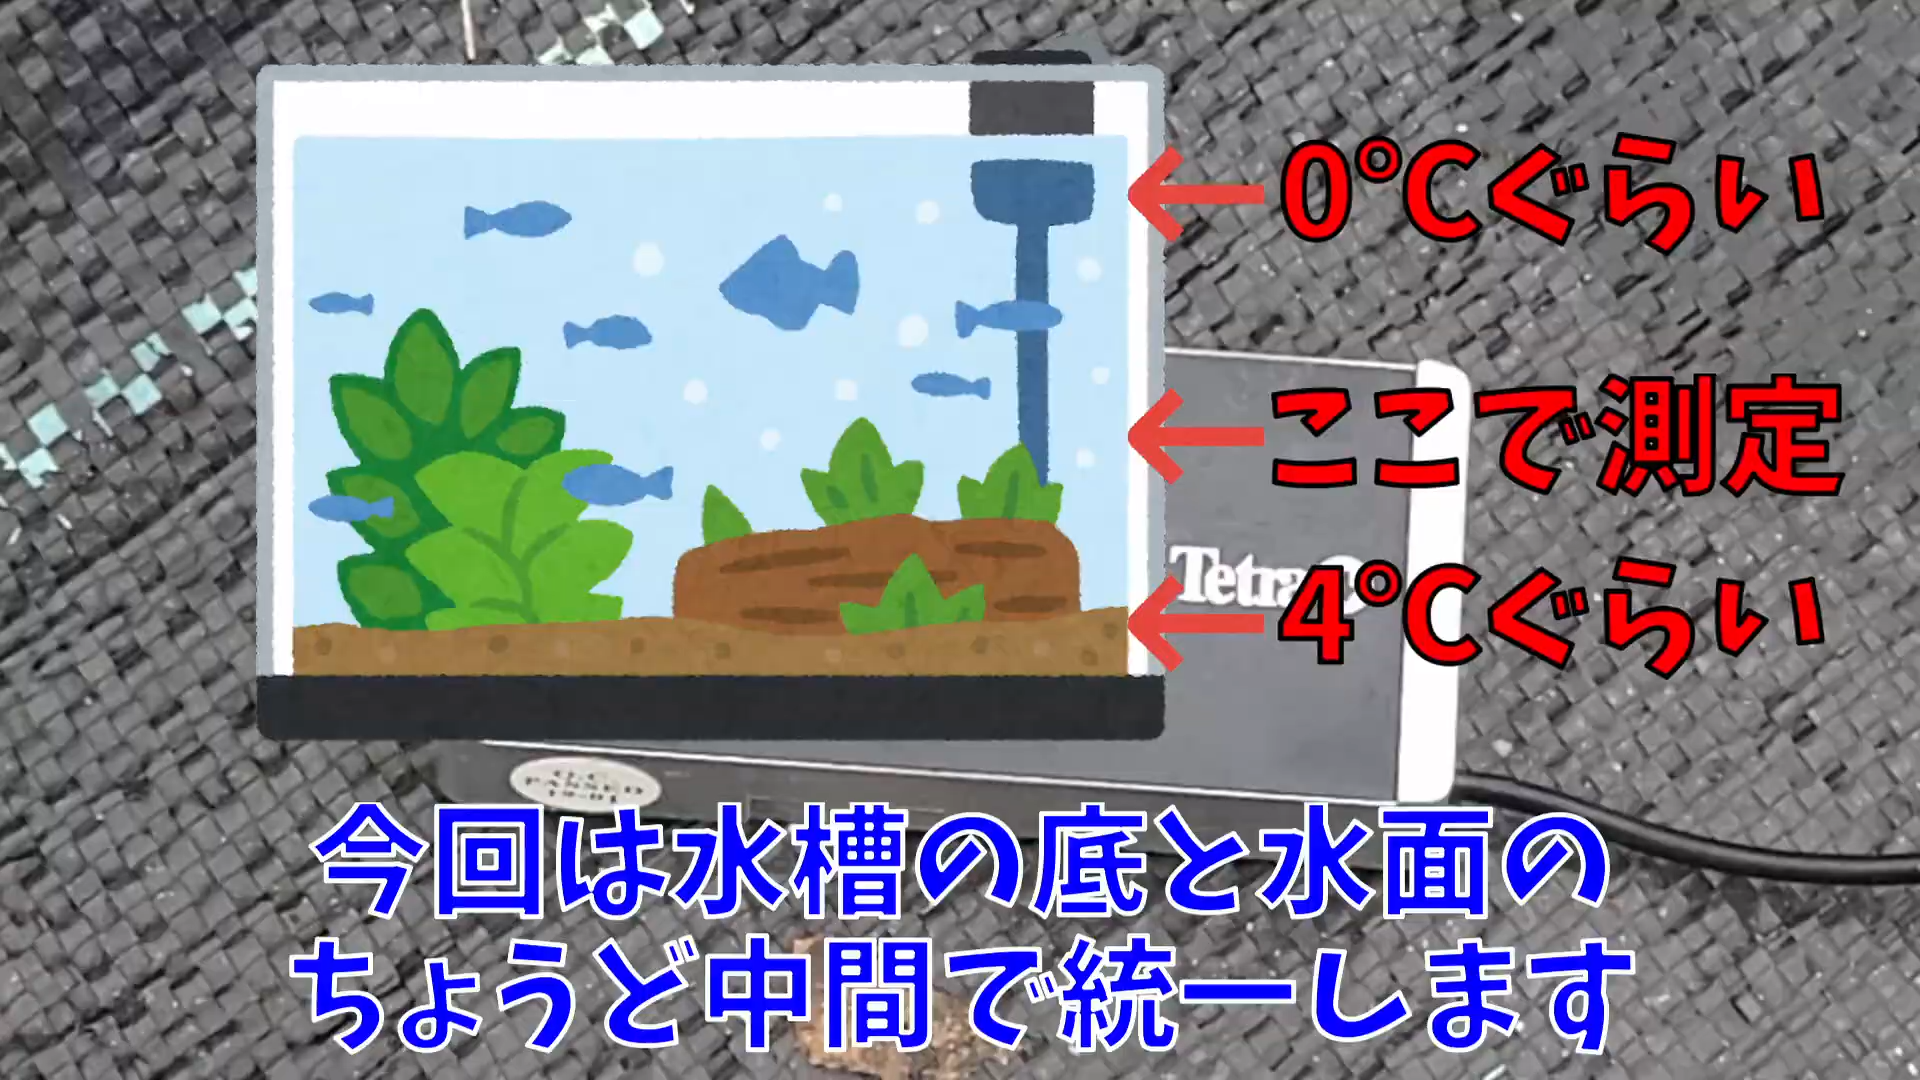 0℃ぐらい
ここで測定
Tetra
4℃ぐらい
今回は水槽の底と水面の
ちょうど中間で統一します